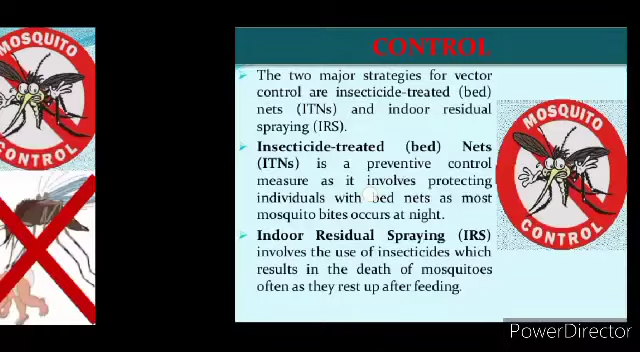 MOSQUITO
CONTROL
CONTROL
The two major strategies for vector
control are insecticide-treated (bed)
nets (ITNs) and indoor residual
spraying (IRS).
Insecticide-treated (bed) Nets
(ITNs) is a preventive control
measure as it involves protecting
individuals with bed nets as most
mosquito bites occurs at night.
Indoor Residual Spraying (IRS)
involves the use of insecticides which
results in the death of mosquitoes
often as they rest up after feeding.
MOSQUITO
CONTROL
PowerDirector